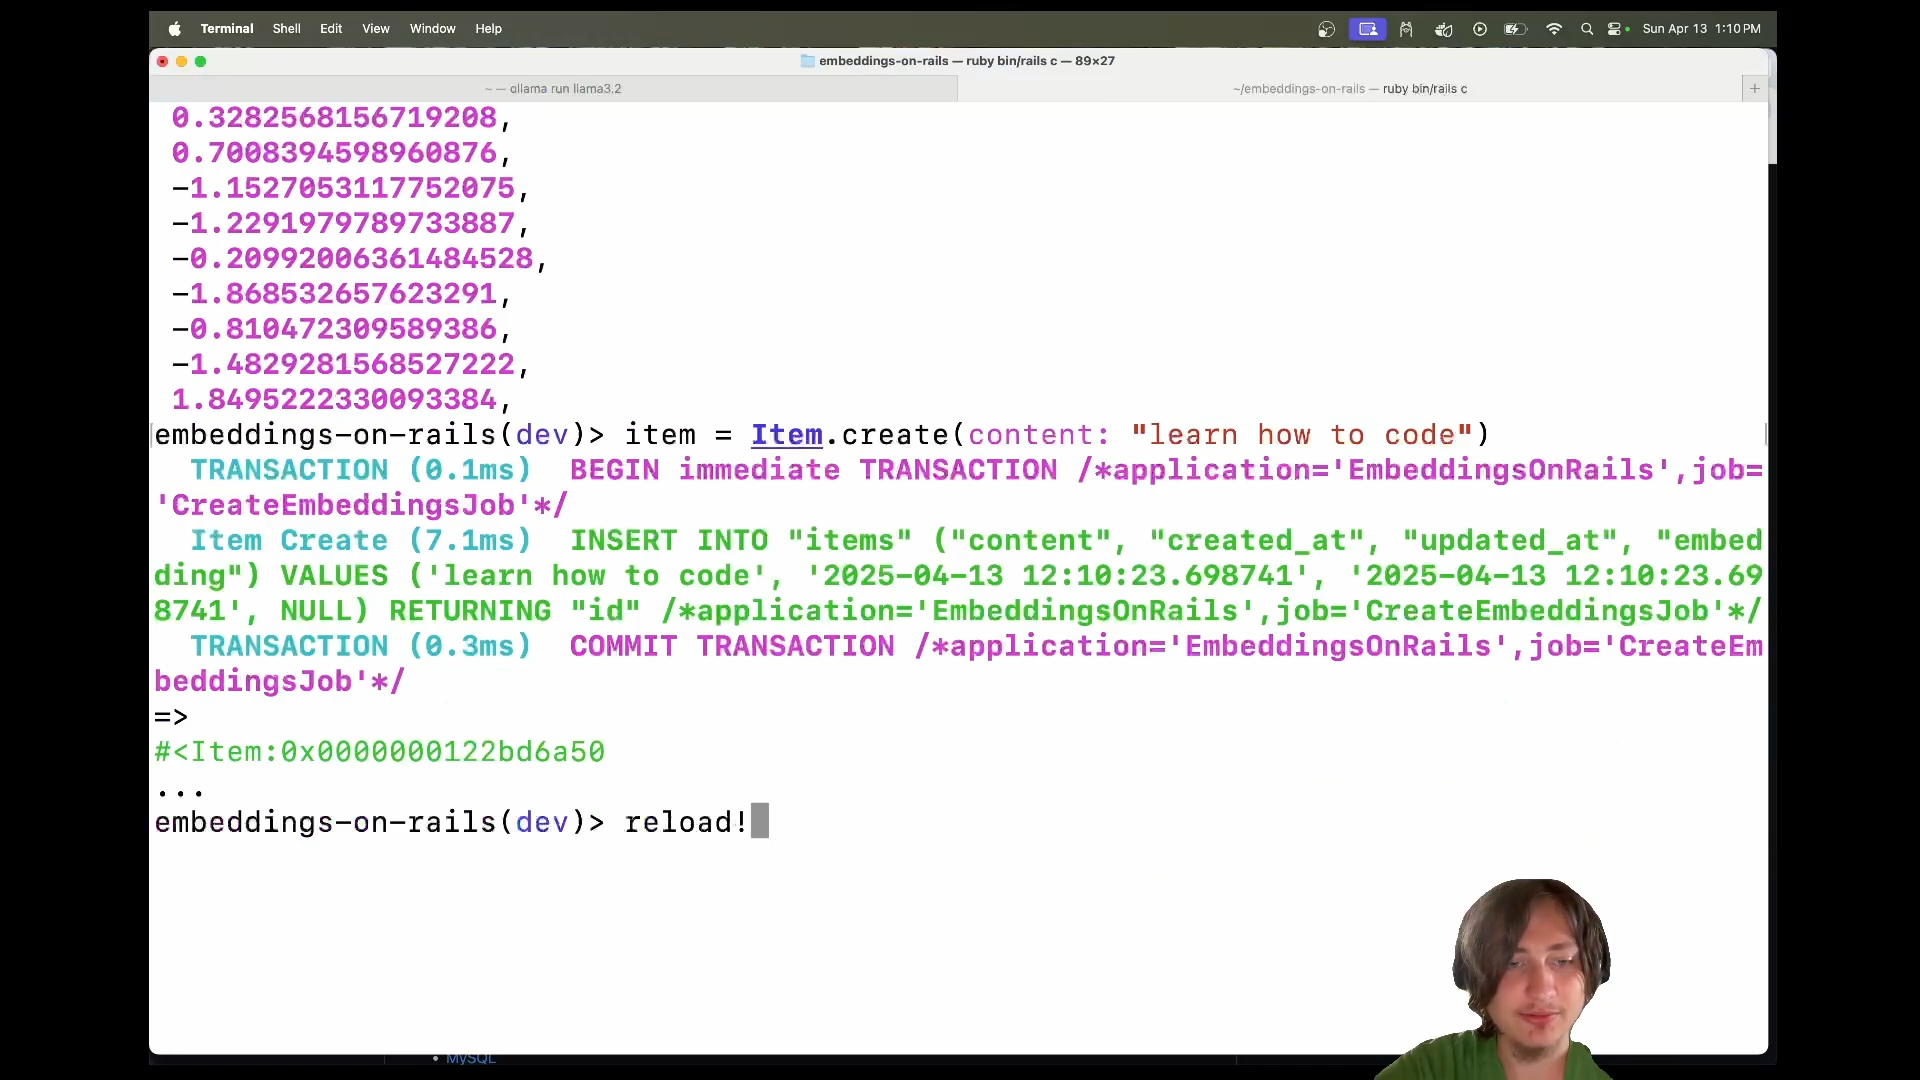 Terminal Shell Edit View Window Help Sun Apr 13 1:10 PM
embeddings-on-rails — ruby bin/rails c — 89×27
~ — ollama run llama3.2 ~/embeddings-on-rails — ruby bin/rails c +
0.3282568156719208,
0.7008394598960876,
-1.1527053117752075,
-1.2291979789733887,
-0.20992006361484528,
-1.868532657623291,
-0.810472309589386,
-1.4829281568527222,
1.8495222330093384,
embeddings-on-rails(dev)> item = Item.create(content: "learn how to code")
TRANSACTION (0.1ms) BEGIN immediate TRANSACTION /*application='EmbeddingsOnRails',job=
'CreateEmbeddingsJob'*/
Item Create (7.1ms) INSERT INTO "items" ("content", "created_at", "updated_at", "embed
ding") VALUES ('learn how to code', '2025-04-13 12:10:23.698741', '2025-04-13 12:10:23.69
8741', NULL) RETURNING "id" /*application='EmbeddingsOnRails',job='CreateEmbeddingsJob'*/
TRANSACTION (0.3ms) COMMIT TRANSACTION /*application='EmbeddingsOnRails',job='CreateEm
beddingsJob'*/
=>
#<Item:0x0000000122bd6a50
...
embeddings-on-rails(dev)> reload!
• MySQL